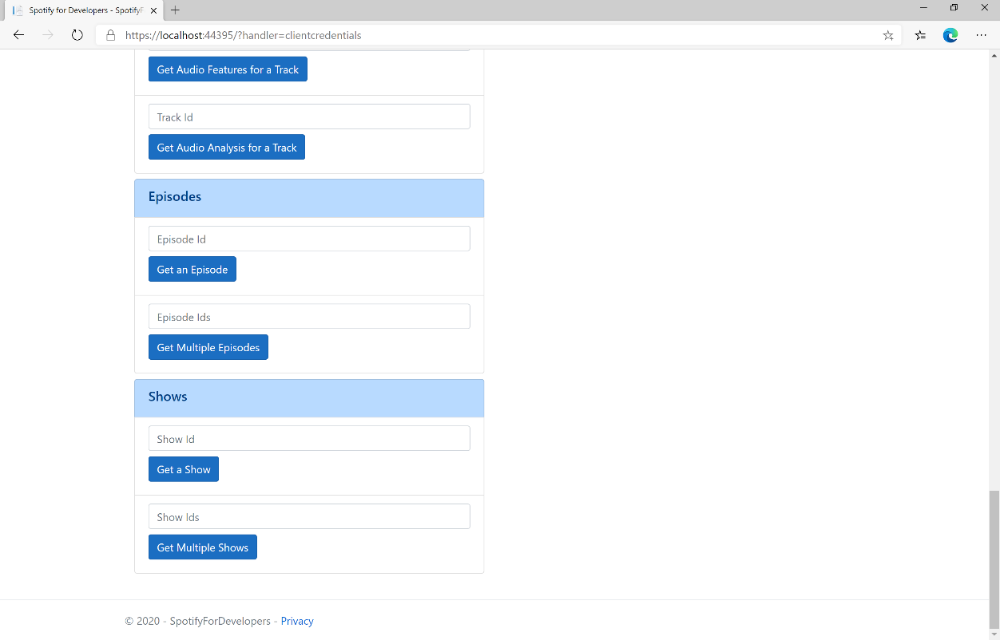 Spotify for Developers - SpotifyF
https://localhost:44395/?handler=clientcredentials
Get Audio Features for a Track
Track Id
Get Audio Analysis for a Track
Episodes
Episode Id
Get an Episode
Episode Ids
Get Multiple Episodes
Shows
Show Id
Get a Show
Show Ids
Get Multiple Shows
© 2020 - SpotifyForDevelopers - Privacy